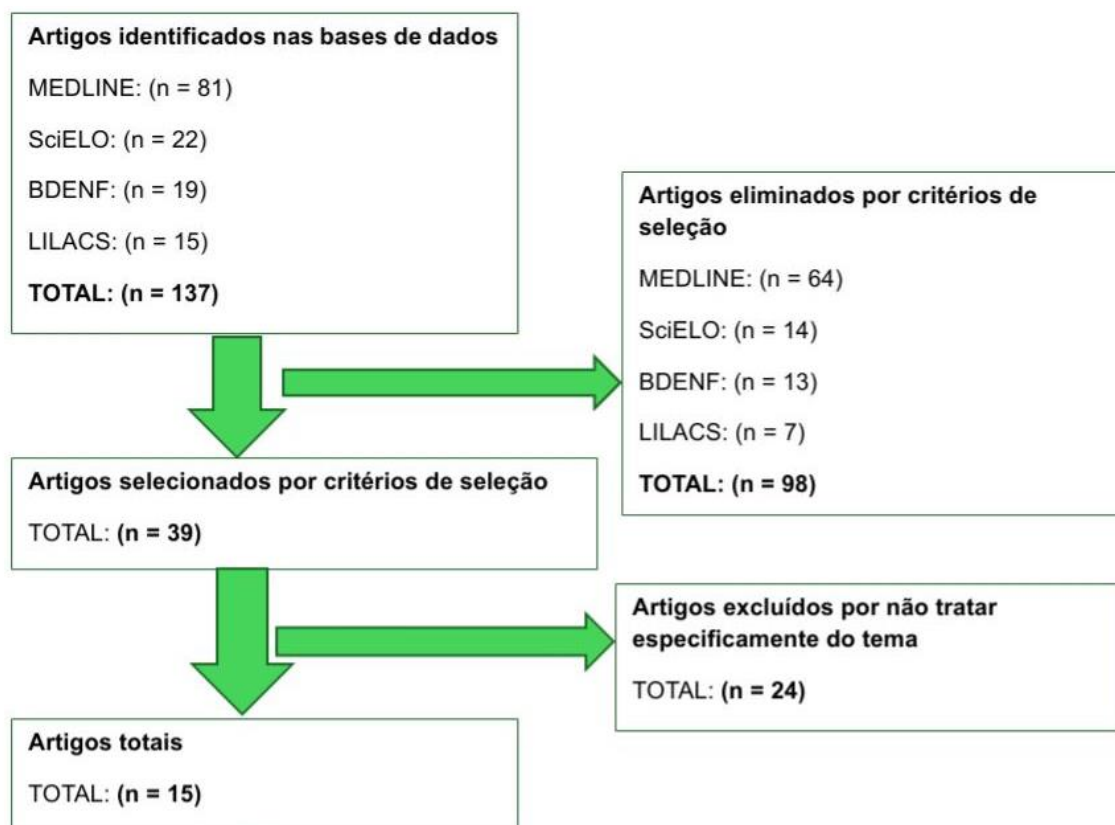 Artigos identificados nas bases de dados
MEDLINE: (n = 81)
SciELO: (n = 22)
BDENF: (n = 19)
LILACS: (n = 15)
TOTAL: (n = 137)
Artigos eliminados por critérios de
seleção
MEDLINE: (n = 64)
SciELO: (n = 14)
BDENF: (n = 13)
LILACS: (n = 7)
TOTAL: (n = 98)
Artigos selecionados por critérios de seleção
TOTAL: (n = 39)
Artigos excluídos por não tratar
especificamente do tema
TOTAL: (n = 24)
Artigos totais
TOTAL: (n = 15)